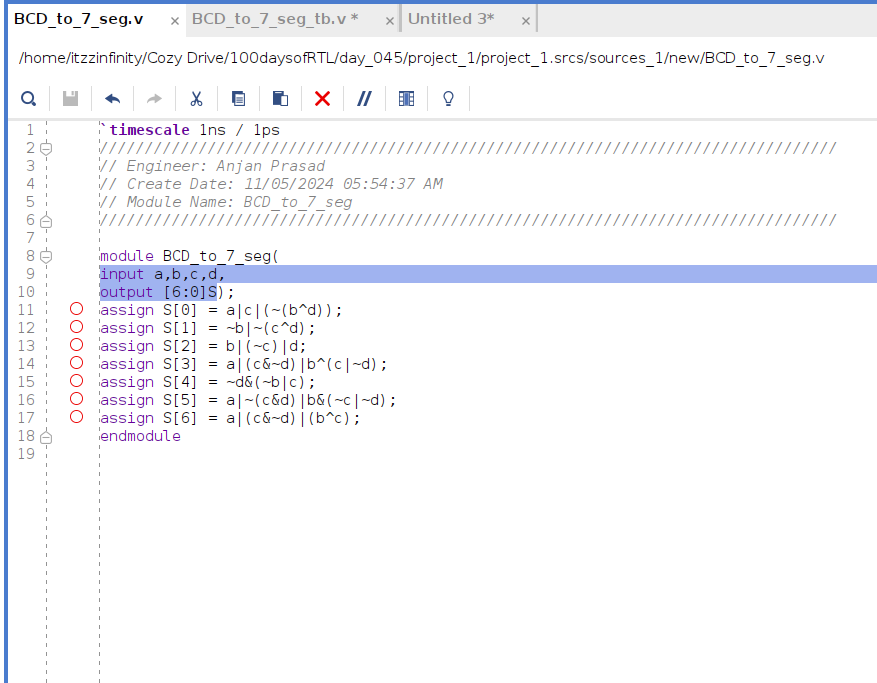 BCD_to_7_seg.v × BCD_to_7_seg_tb.v * × Untitled 3* ×
/home/itzzinfinity/Cozy Drive/100daysofRTL/day_045/project_1/project_1.srcs/sources_1/new/BCD_to_7_seg.v
1 `timescale 1ns / 1ps
2 //////////////////////////////////////////////////////////////////////////////////
3 // Engineer: Anjan Prasad
4 // Create Date: 11/05/2024 05:54:37 AM
5 // Module Name: BCD_to_7_seg
6 //////////////////////////////////////////////////////////////////////////////////
7
8 module BCD_to_7_seg(
9 input a,b,c,d,
10 output [6:0]S);
11 assign S[0] = a|c|(~(b^d));
12 assign S[1] = ~b|~(c^d);
13 assign S[2] = b|(~c)|d;
14 assign S[3] = a|(c&~d)|b^(c|~d);
15 assign S[4] = ~d&(~b|c);
16 assign S[5] = a|~(c&d)|b&(~c|~d);
17 assign S[6] = a|(c&~d)|(b^c);
18 endmodule
19